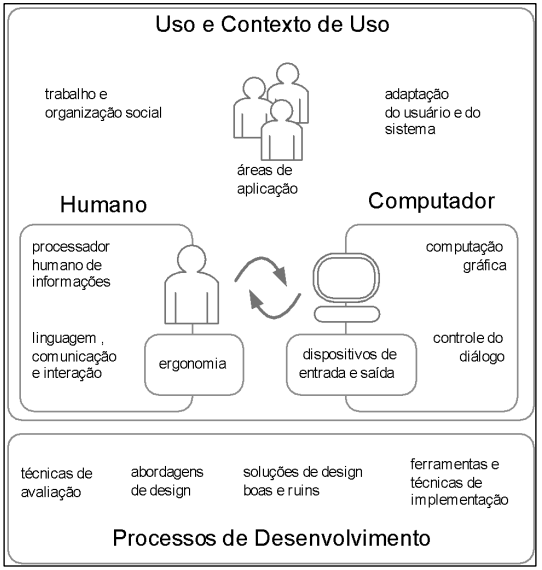 Uso e Contexto de Uso
trabalho e
organização social
adaptação
do usuário e do
sistema
áreas de
aplicação
Humano
Computador
processador
humano de
informações
computação
gráfica
linguagem ,
comunicação
e interação
ergonomia
dispositivos de
entrada e saída
controle do
diálogo
técnicas de
avaliação
abordagens
de design
soluções de design
boas e ruins
ferramentas e
técnicas de
implementação
Processos de Desenvolvimento